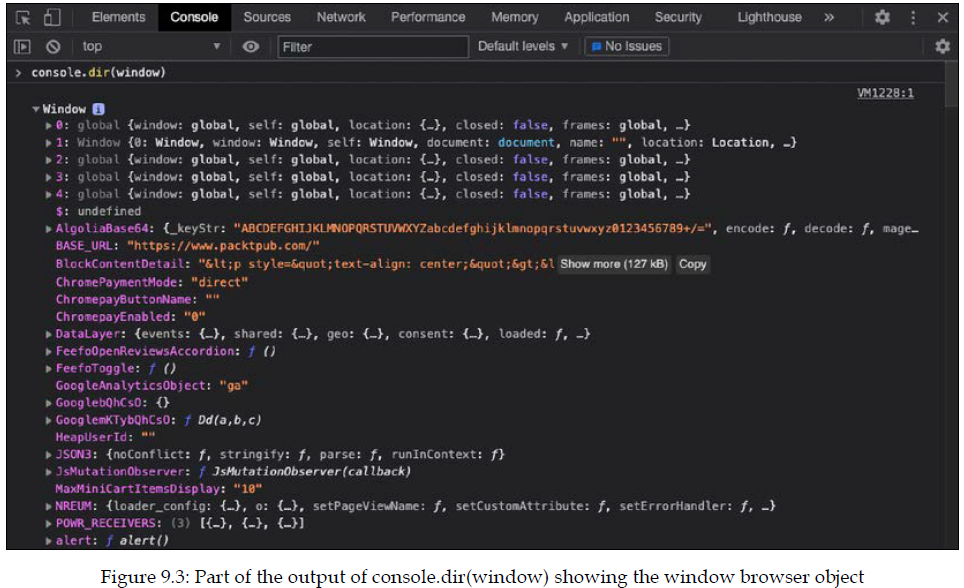 Elements Console Sources Network Performance Memory Application Security Lighthouse »
top Filter Default levels No Issues
> console.dir(window)
VM1228:1
Window i
0: global {window: global, self: global, location: {…}, closed: false, frames: global, …}
1: Window {0: Window, window: Window, self: Window, document: document, name: "", location: Location, …}
2: global {window: global, self: global, location: {…}, closed: false, frames: global, …}
3: global {window: global, self: global, location: {…}, closed: false, frames: global, …}
4: global {window: global, self: global, location: {…}, closed: false, frames: global, …}
$: undefined
AlgoliaBase64: {_keyStr: "ABCDEFGHIJKLMNOPQRSTUVWXYZabcdefghijklmnopqrstuvwxyz0123456789+/=", encode: ƒ, decode: ƒ, mage…
BASE_URL: "https://www.packtpub.com/"
BlockContentDetail: "&lt;p style=&quot;text-align: center;&quot;&gt;&l Show more (127 kB) Copy
ChromePaymentMode: "direct"
ChromepayButtonName: ""
ChromepayEnabled: "0"
DataLayer: {events: {…}, shared: {…}, geo: {…}, consent: {…}, loaded: ƒ, …}
FeefoOpenReviewsAccordion: ƒ ()
FeefoToggle: ƒ ()
GoogleAnalyticsObject: "ga"
GooglebQhCsO: {}
GooglemKTybQhCsO: ƒ Dd(a,b,c)
HeapUserId: ""
JSON3: {noConflict: ƒ, stringify: ƒ, parse: ƒ, runInContext: ƒ}
JsMutationObserver: ƒ JsMutationObserver(callback)
MaxMiniCartItemsDisplay: "10"
NREUM: {loader_config: {…}, o: {…}, setPageViewName: ƒ, setCustomAttribute: ƒ, setErrorHandler: ƒ, …}
POWR_RECEIVERS: (3) [{…}, {…}, {…}]
alert: ƒ alert()
Figure 9.3: Part of the output of console.dir(window) showing the window browser object